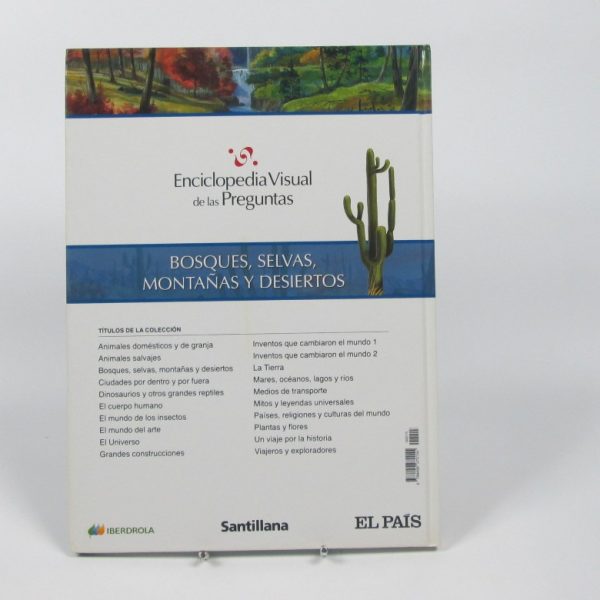 Enciclopedia Visual
de las Preguntas
BOSQUES, SELVAS,
MONTAÑAS Y DESIERTOS
TÍTULOS DE LA COLECCIÓN
Animales domésticos y de granja
Animales salvajes
Bosques, selvas, montañas y desiertos
Ciudades por dentro y por fuera
Dinosaurios y otros grandes reptiles
El cuerpo humano
El mundo de los insectos
El mundo del arte
El Universo
Grandes construcciones
Inventos que cambiaron el mundo 1
Inventos que cambiaron el mundo 2
La Tierra
Mares, océanos, lagos y ríos
Medios de transporte
Mitos y leyendas universales
Países, religiones y culturas del mundo
Plantas y flores
Un viaje por la historia
Viajeros y exploradores
IBERDROLA
Santillana
EL PAÍS